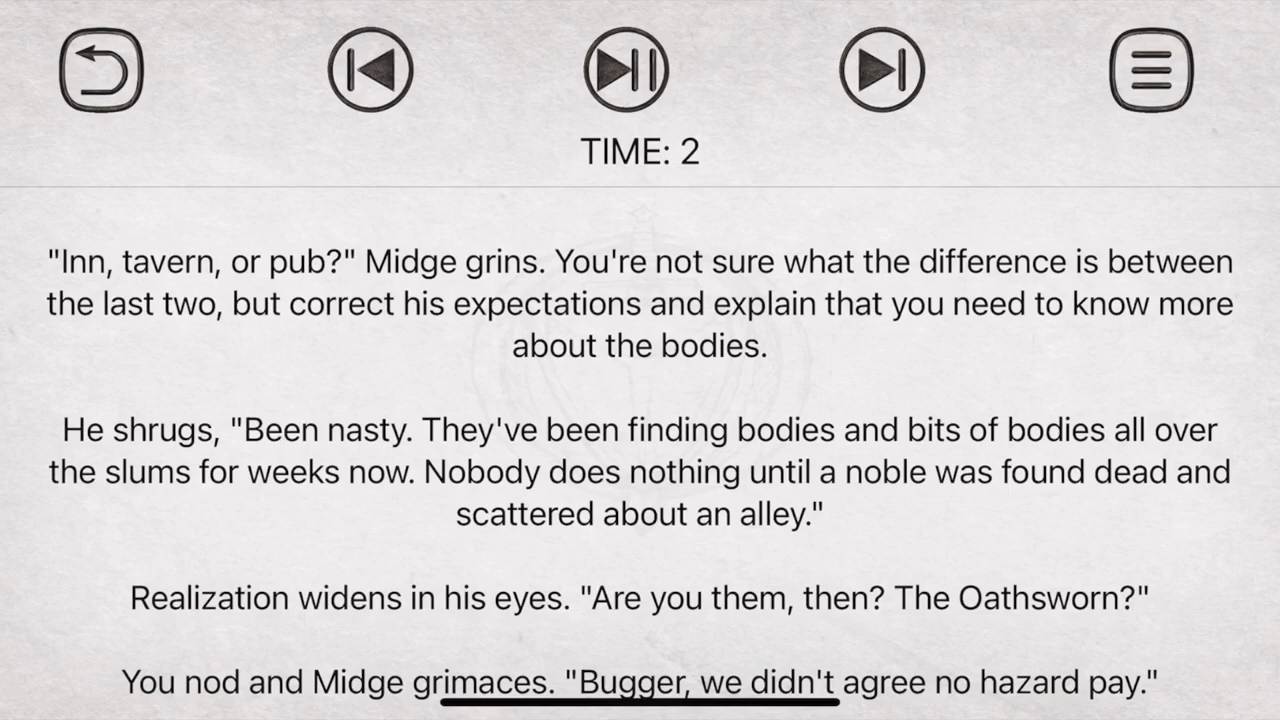 TIME: 2
"Inn, tavern, or pub?" Midge grins. You're not sure what the difference is between
the last two, but correct his expectations and explain that you need to know more
about the bodies.
He shrugs, "Been nasty. They've been finding bodies and bits of bodies all over
the slums for weeks now. Nobody does nothing until a noble was found dead and
scattered about an alley."
Realization widens in his eyes. "Are you them, then? The Oathsworn?"
You nod and Midge grimaces. "Bugger, we didn't agree no hazard pay."